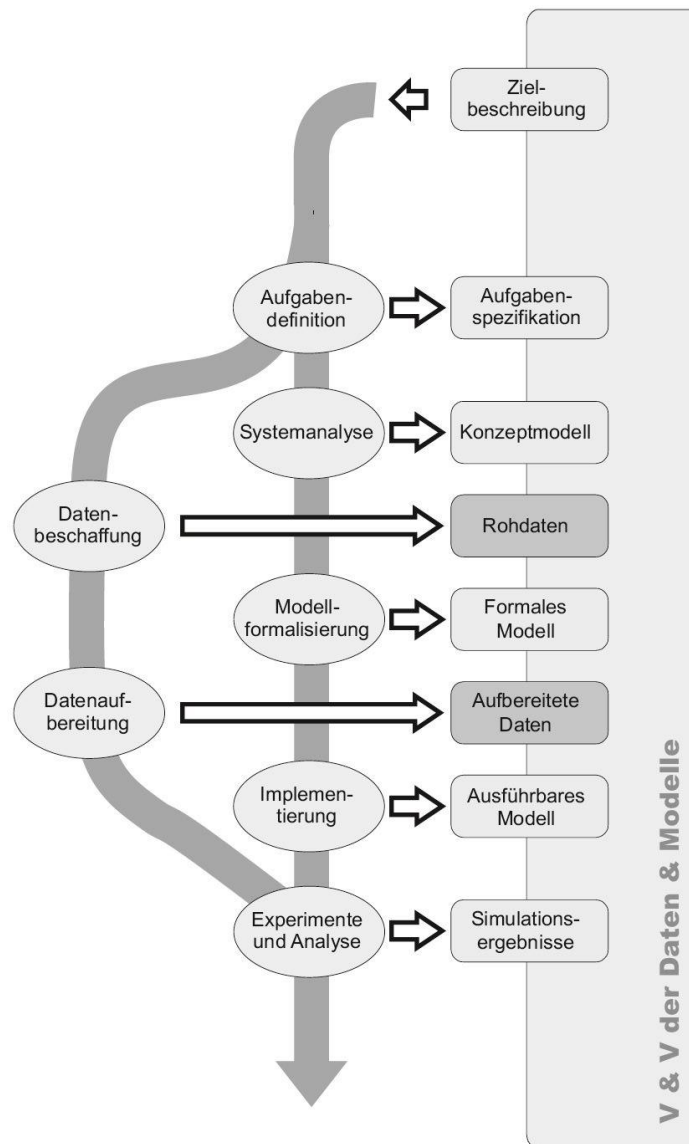 Ziel-
beschreibung
Aufgaben-
definition
Aufgaben-
spezifikation
Systemanalyse
Konzeptmodell
Daten-
beschaffung
Rohdaten
Modell-
formalisierung
Formales
Modell
Datenauf-
bereitung
Aufbereitete
Daten
Implemen-
tierung
Ausführbares
Modell
Experimente
und Analyse
Simulations-
ergebnisse
V & V der Daten & Modelle